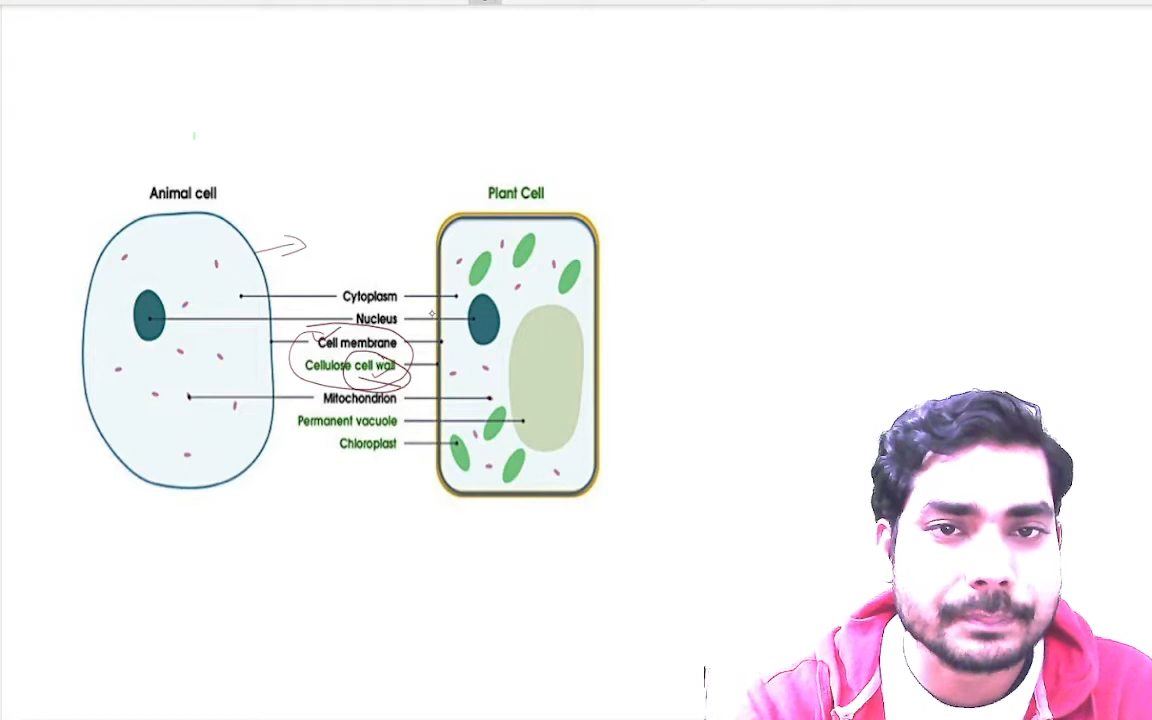 Animal cell
Plant Cell
Cytoplasm
Nucleus
Cell membrane
Cellulose cell wall
Mitochondrion
Permanent vacuole
Chloroplast